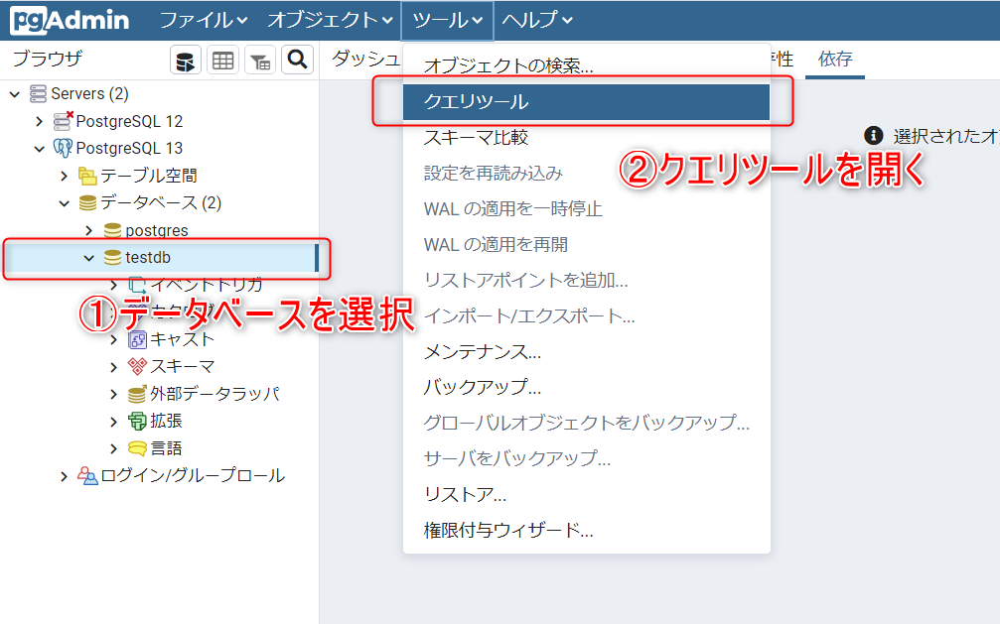 pgAdmin ファイル オブジェクト ツール ヘルプ
ブラウザ
ダッシュ
性 依存
Servers (2)
PostgreSQL 12
PostgreSQL 13
テーブル空間
データベース (2)
postgres
testdb
イベントトリガ
キャスト
スキーマ
外部データラッパ
拡張
言語
ログイン/グループロール
①データベースを選択
オブジェクトの検索...
クエリツール
スキーマ比較
設定を再読み込み
WAL の適用を一時停止
WAL の適用を再開
リストアポイントを追加...
インポート/エクスポート...
メンテナンス...
バックアップ...
グローバルオブジェクトをバックアップ...
サーバをバックアップ...
リストア...
権限付与ウィザード...
選択されたオ
②クエリツールを開く